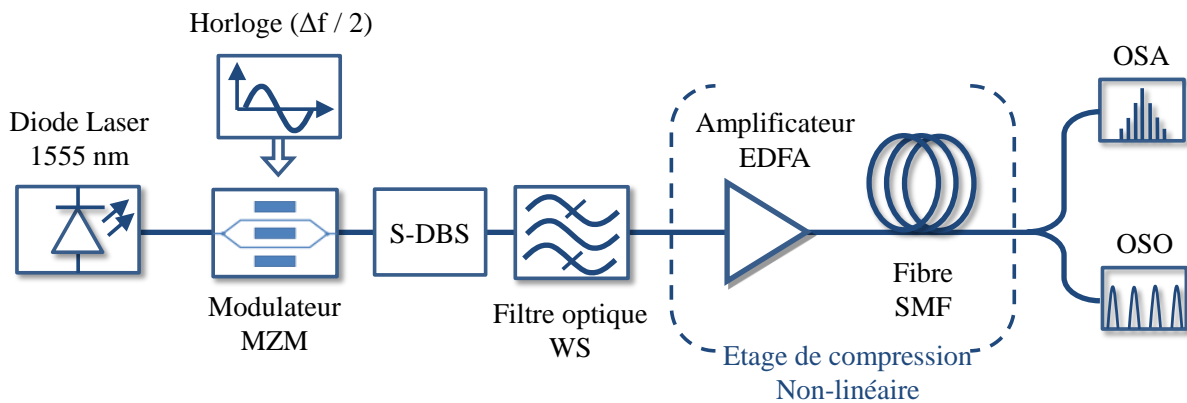 Horloge (Δf / 2)
Diode Laser
1555 nm
Modulateur
MZM
S-DBS
Filtre optique
WS
Amplificateur
EDFA
Fibre
SMF
Etage de compression
Non-linéaire
OSA
OSO